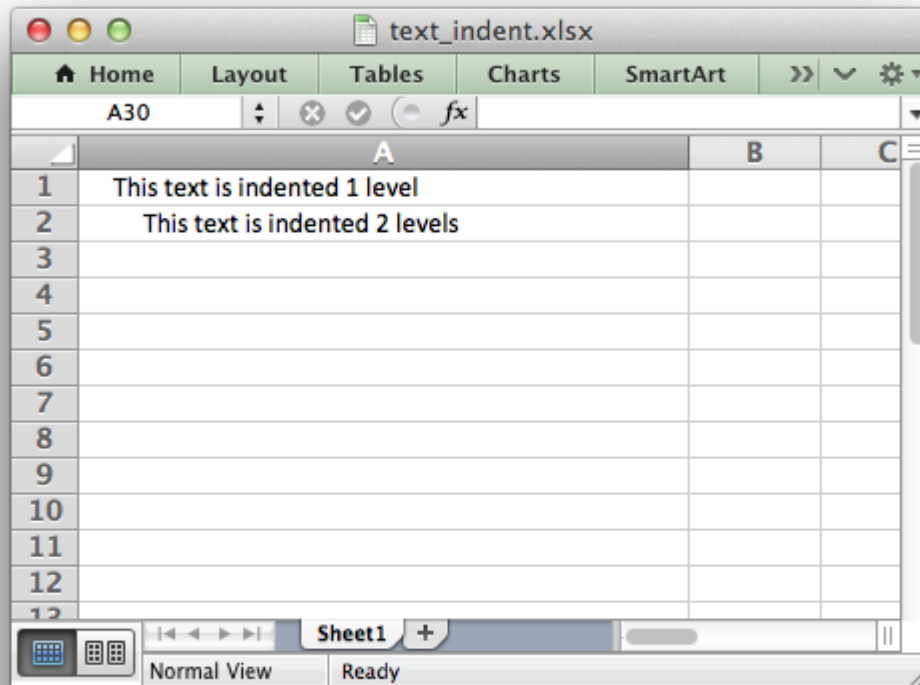 text_indent.xlsx
Home Layout Tables Charts SmartArt
A30 fx
A B C
1 This text is indented 1 level
2 This text is indented 2 levels
3
4
5
6
7
8
9
10
11
12
13
Sheet1 +
Normal View Ready